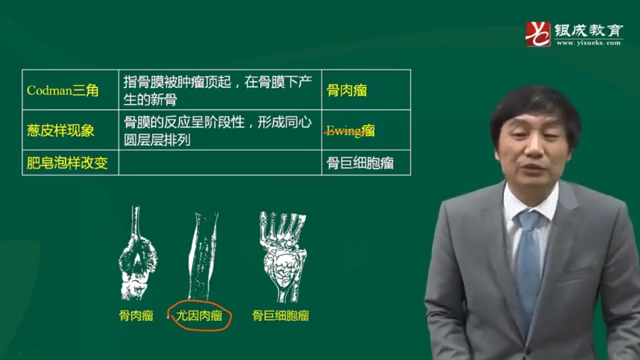 银成教育
www.yixueks.com
Codman三角
指骨膜被肿瘤顶起，在骨膜下产
生的新骨
骨肉瘤
葱皮样现象
骨膜的反应呈阶段性，形成同心
圆层层排列
Ewing瘤
肥皂泡样改变
骨巨细胞瘤
骨肉瘤
尤因肉瘤
骨巨细胞瘤